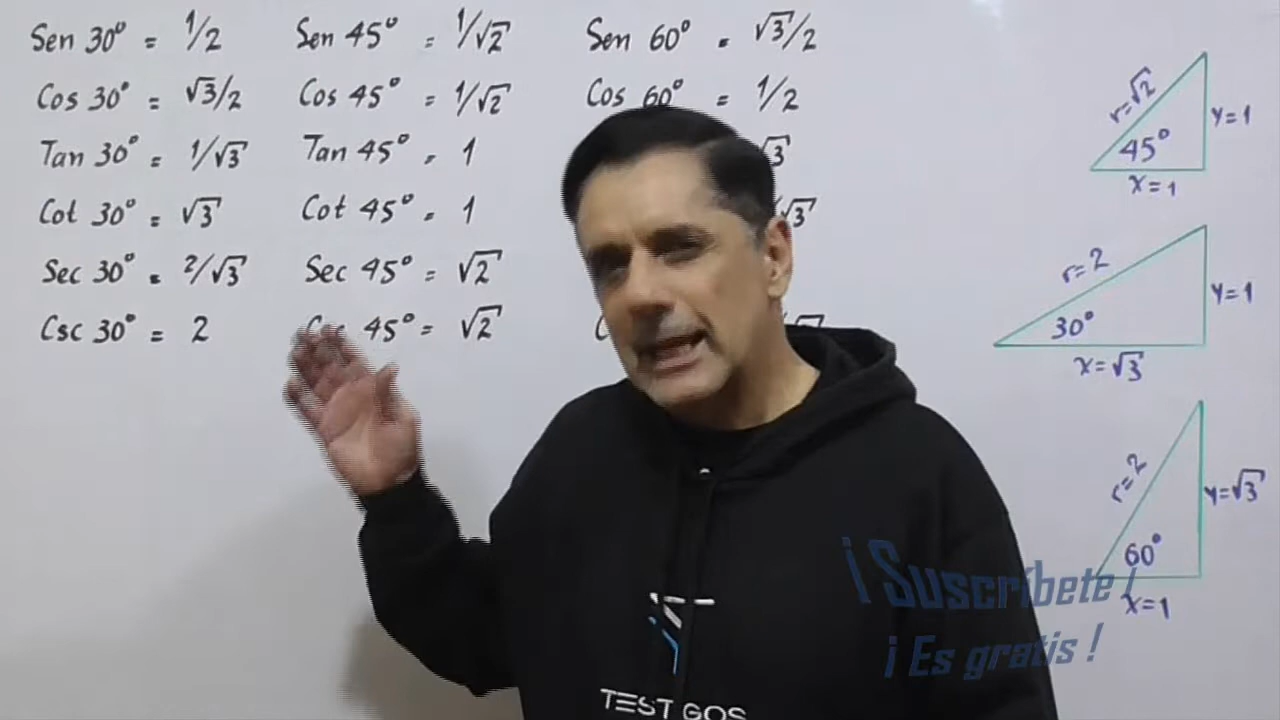 Sen 30° = 1/2
Cos 30° = √3/2
Tan 30° = 1/√3
Cot 30° = √3
Sec 30° = 2/√3
Csc 30° = 2
Sen 45° = 1/√2
Cos 45° = 1/√2
Tan 45° = 1
Cot 45° = 1
Sec 45° = √2
Csc 45° = √2
Sen 60° = √3/2
Cos 60° = 1/2
√3
√3
r=√2
y=1
45°
x=1
r=2
y=1
30°
x=√3
r=2
y=√3
60°
x=1
¡Suscríbete!
¡Es gratis!
TEST GOS